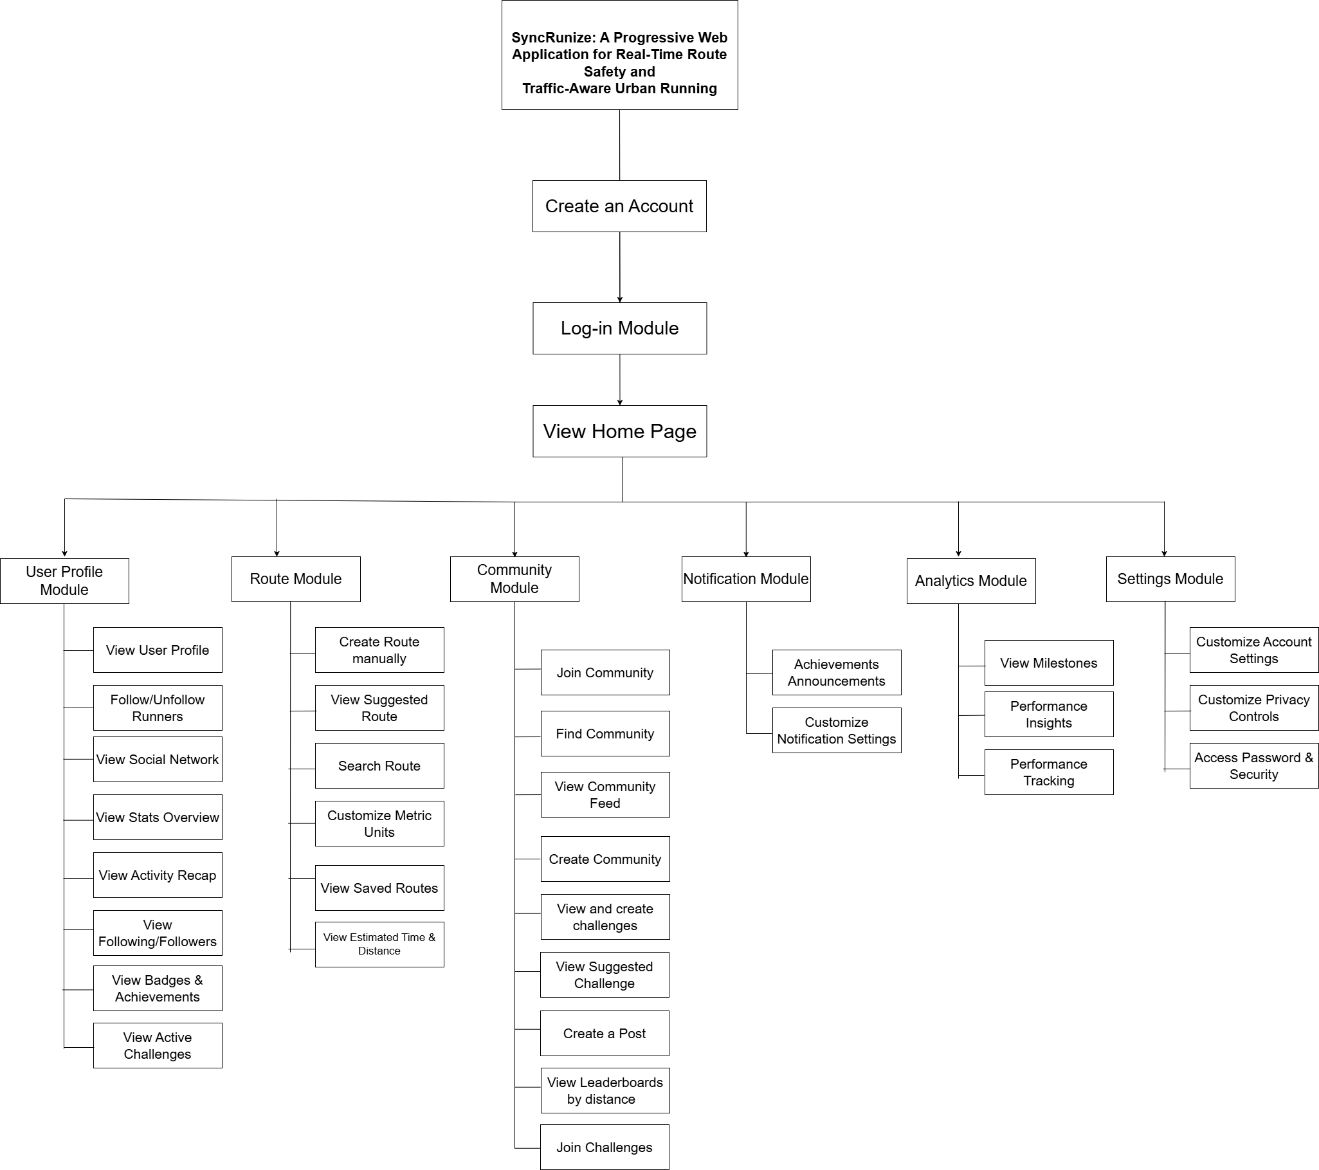 SyncRunize: A Progressive Web
Application for Real-Time Route
Safety and
Traffic-Aware Urban Running
Create an Account
Log-in Module
View Home Page
User Profile
Module
View User Profile
Follow/Unfollow
Runners
View Social Network
View Stats Overview
View Activity Recap
View
Following/Followers
View Badges &
Achievements
View Active
Challenges
Route Module
Create Route
manually
View Suggested
Route
Search Route
Customize Metric
Units
View Saved Routes
View Estimated Time &
Distance
Community
Module
Join Community
Find Community
View Community
Feed
Create Community
View and create
challenges
View Suggested
Challenge
Create a Post
View Leaderboards
by distance
Join Challenges
Notification Module
Achievements
Announcements
Customize
Notification Settings
Analytics Module
View Milestones
Performance
Insights
Performance
Tracking
Settings Module
Customize Account
Settings
Customize Privacy
Controls
Access Password &
Security